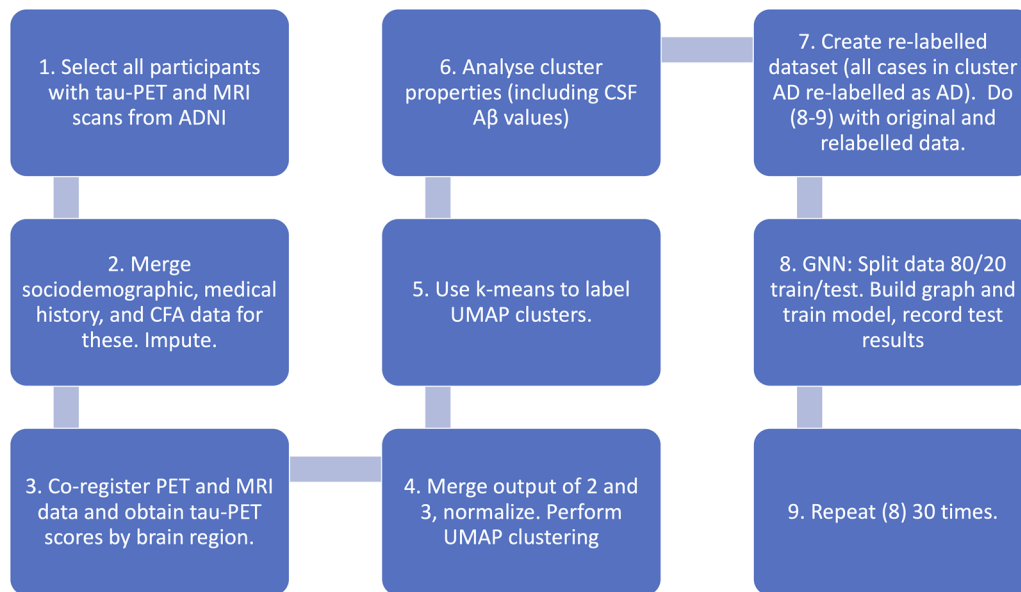 1. Select all participants
with tau-PET and MRI
scans from ADNI
2. Merge
sociodemographic, medical
history, and CFA data for
these. Impute.
3. Co-register PET and MRI
data and obtain tau-PET
scores by brain region.
4. Merge output of 2 and
3, normalize. Perform
UMAP clustering
5. Use k-means to label
UMAP clusters.
6. Analyse cluster
properties (including CSF
Aβ values)
7. Create re-labelled
dataset (all cases in cluster
AD re-labelled as AD).  Do
(8-9) with original and
relabelled data.
8. GNN: Split data 80/20
train/test. Build graph and
train model, record test
results
9. Repeat (8) 30 times.